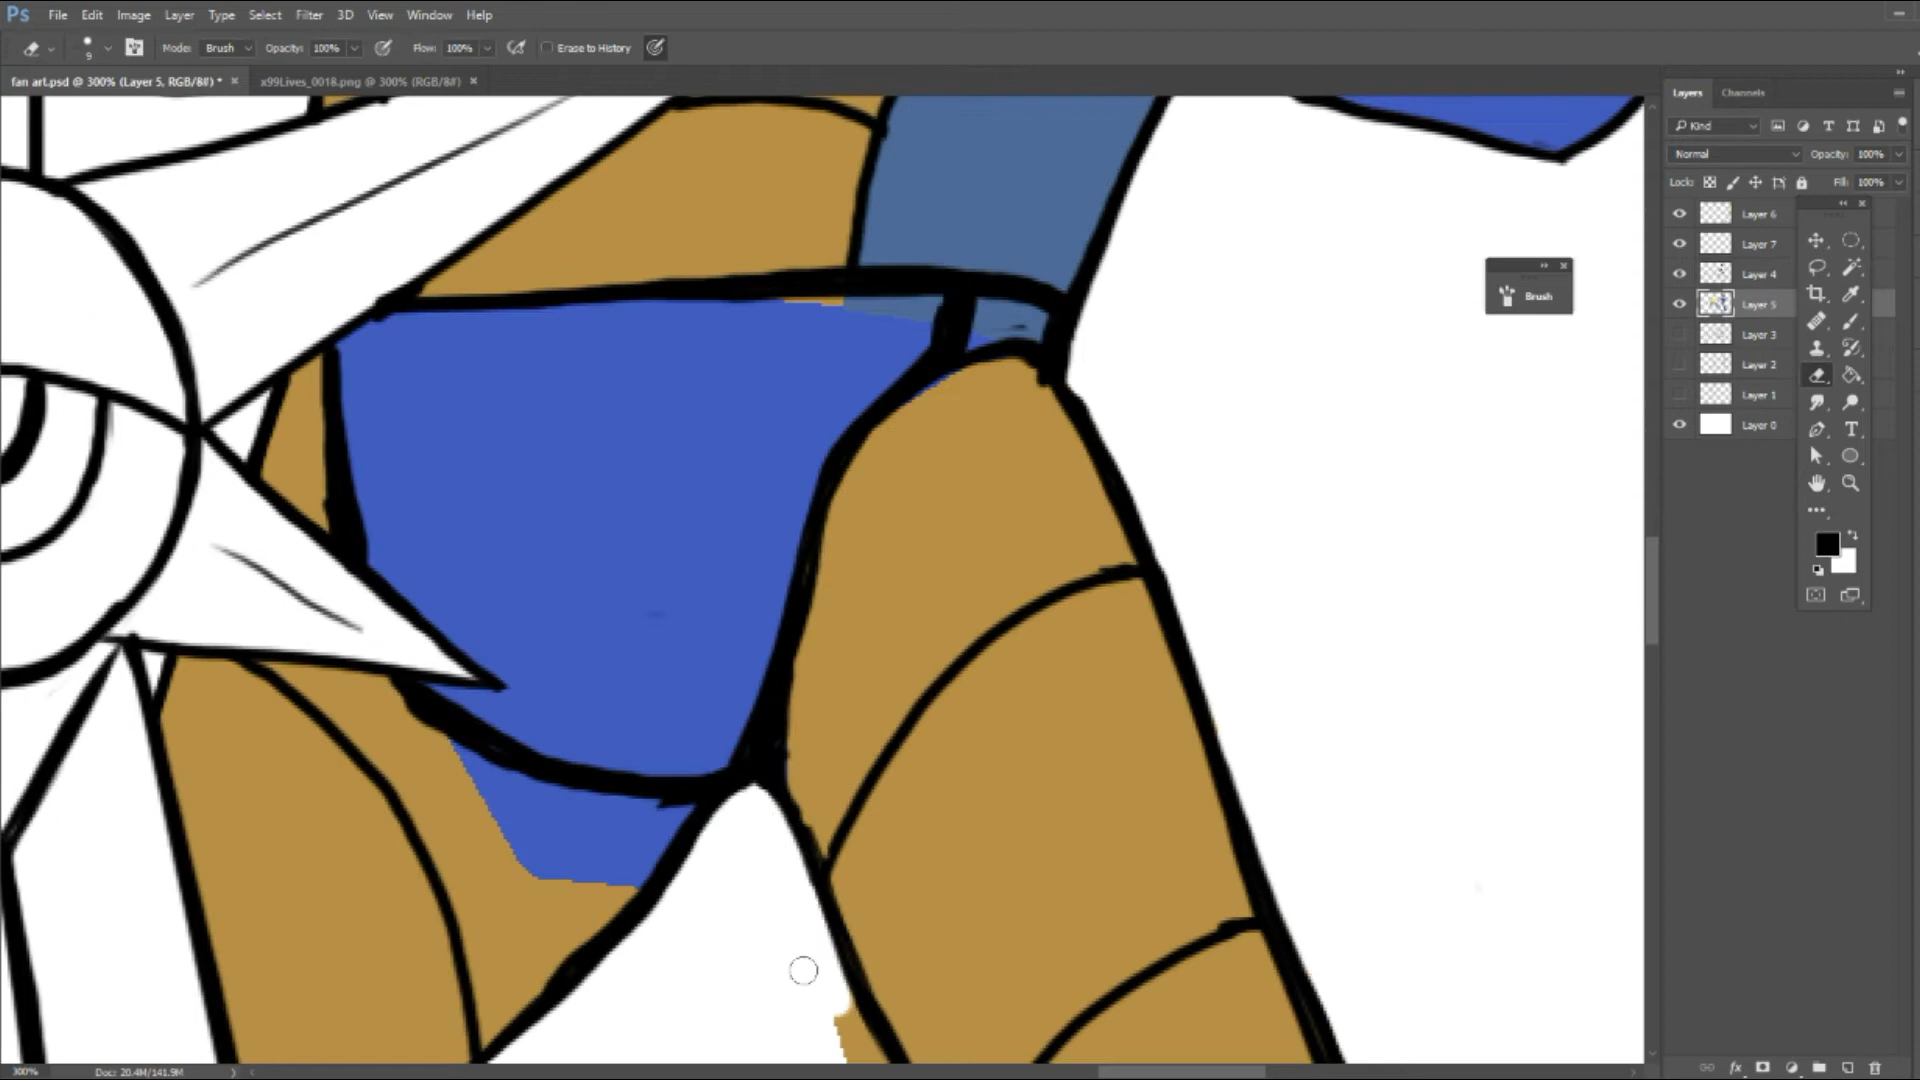 Ps File Edit Image Layer Type Select Filter 3D View Window Help
9 Mode: Brush Opacity: 100% Flow: 100% Erase to History
fan art.psd @ 300% (Layer 5, RGB/8#) * × x99Lives_0018.png @ 300% (RGB/8#) ×
Layers Channels
Kind
Normal Opacity: 100%
Lock: Fill: 100%
Layer 6
Layer 7
Layer 4
Layer 5
Layer 3
Layer 2
Layer 1
Layer 0
Brush
300% Doc: 20.4M/141.9M